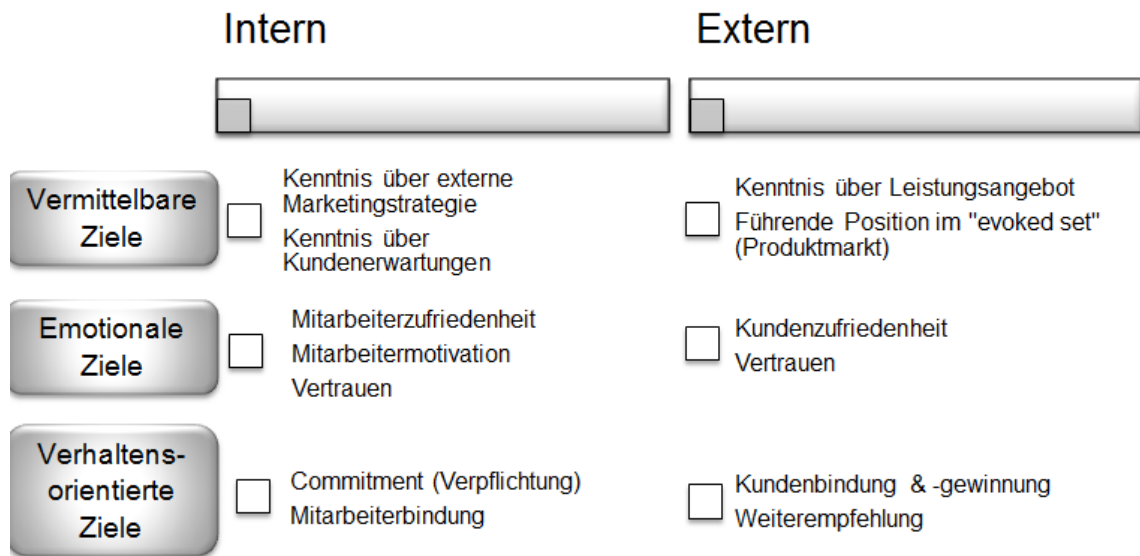 Intern
Extern
Vermittelbare
Ziele
Kenntnis über externe
Marketingstrategie
Kenntnis über
Kundenerwartungen
Kenntnis über Leistungsangebot
Führende Position im "evoked set"
(Produktmarkt)
Emotionale
Ziele
Mitarbeiterzufriedenheit
Mitarbeitermotivation
Vertrauen
Kundenzufriedenheit
Vertrauen
Verhaltens-
orientierte
Ziele
Commitment (Verpflichtung)
Mitarbeiterbindung
Kundenbindung & -gewinnung
Weiterempfehlung